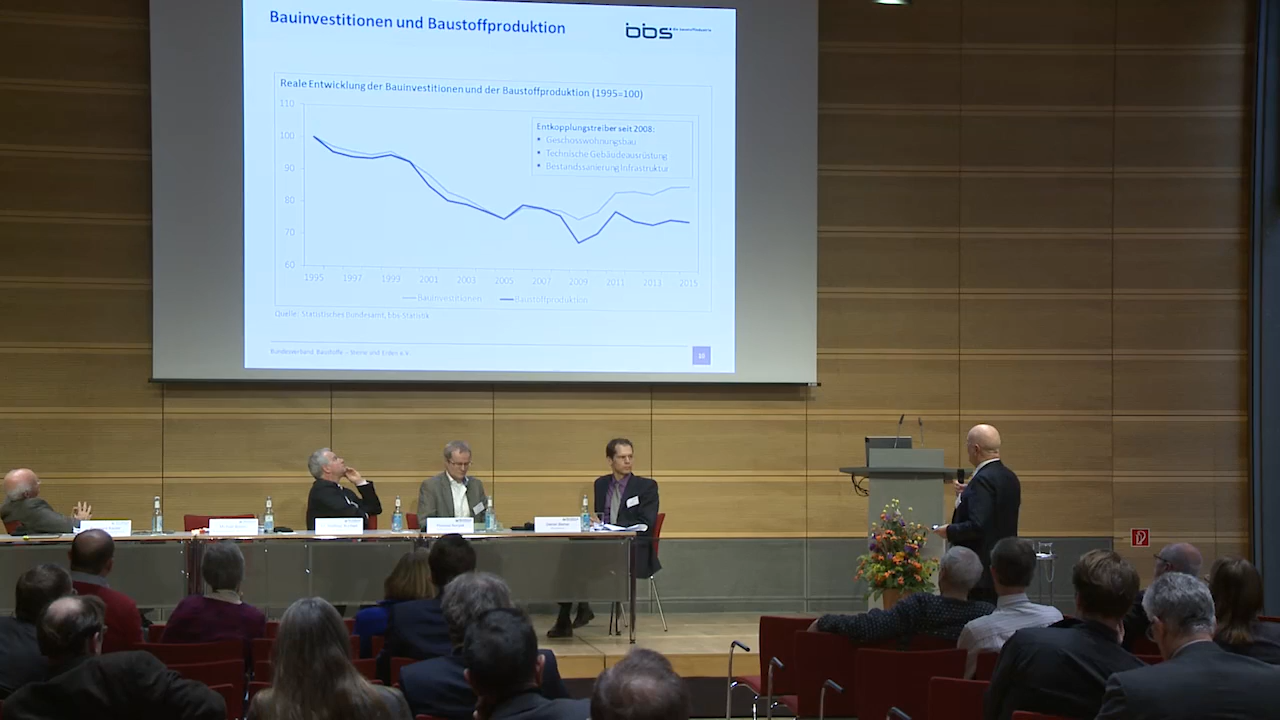 Bauinvestitionen und Baustoffproduktion
bbs
Reale Entwicklung der Bauinvestitionen und der Baustoffproduktion (1995=100)
110
100
90
80
70
60
Entkopplungstreiber seit 2008:
▪ Geschosswohnungsbau
▪ Technische Gebäudeausrüstung
▪ Bestandssanierung Infrastruktur
1995 1997 1999 2001 2003 2005 2007 2009 2011 2013 2015
Bauinvestitionen Baustoffproduktion
Quelle: Statistisches Bundesamt, bbs-Statistik
Bundesverband Baustoffe – Steine und Erden e.V.
10